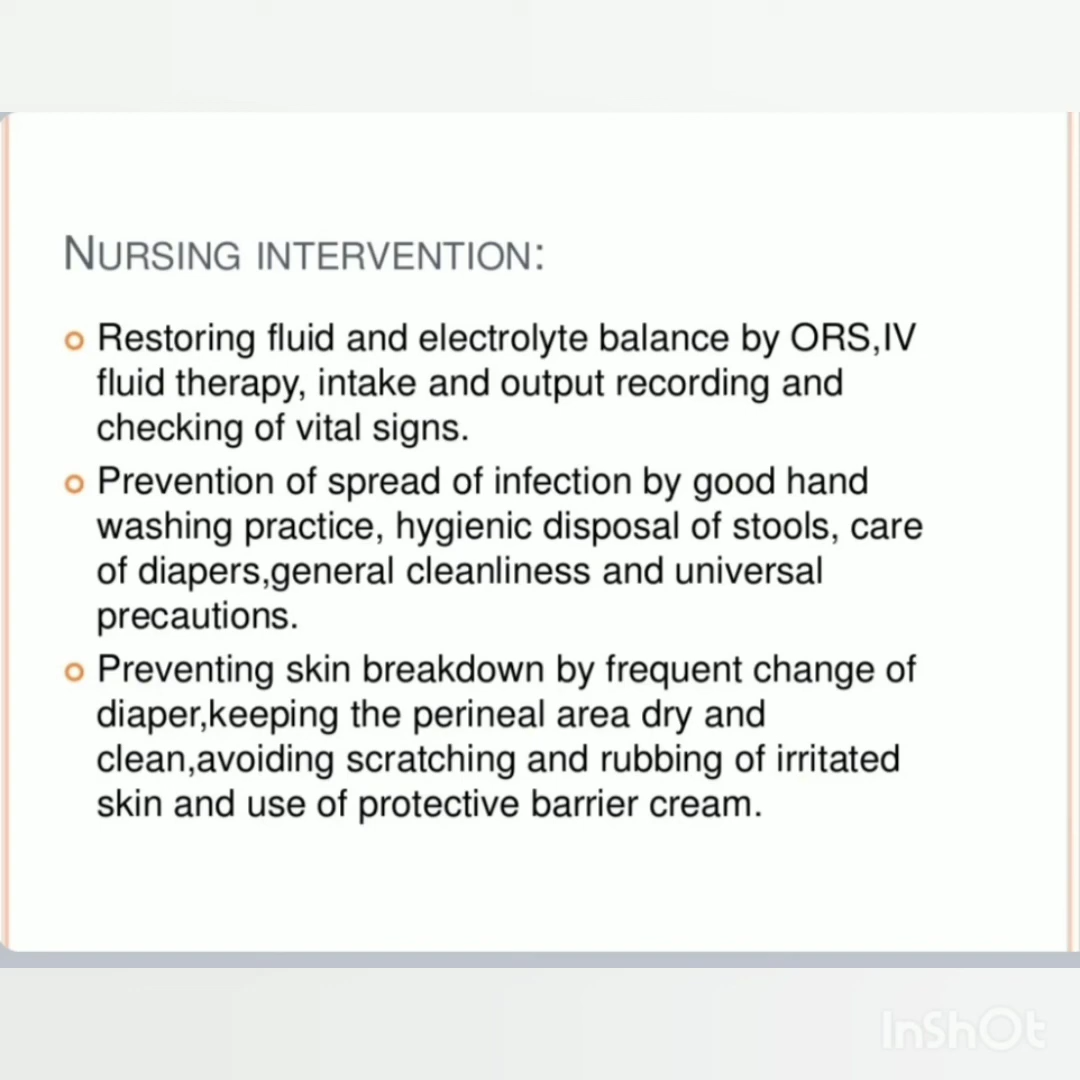 NURSING INTERVENTION:
Restoring fluid and electrolyte balance by ORS,IV
fluid therapy, intake and output recording and
checking of vital signs.
Prevention of spread of infection by good hand
washing practice, hygienic disposal of stools, care
of diapers,general cleanliness and universal
precautions.
Preventing skin breakdown by frequent change of
diaper,keeping the perineal area dry and
clean,avoiding scratching and rubbing of irritated
skin and use of protective barrier cream.
InShOt